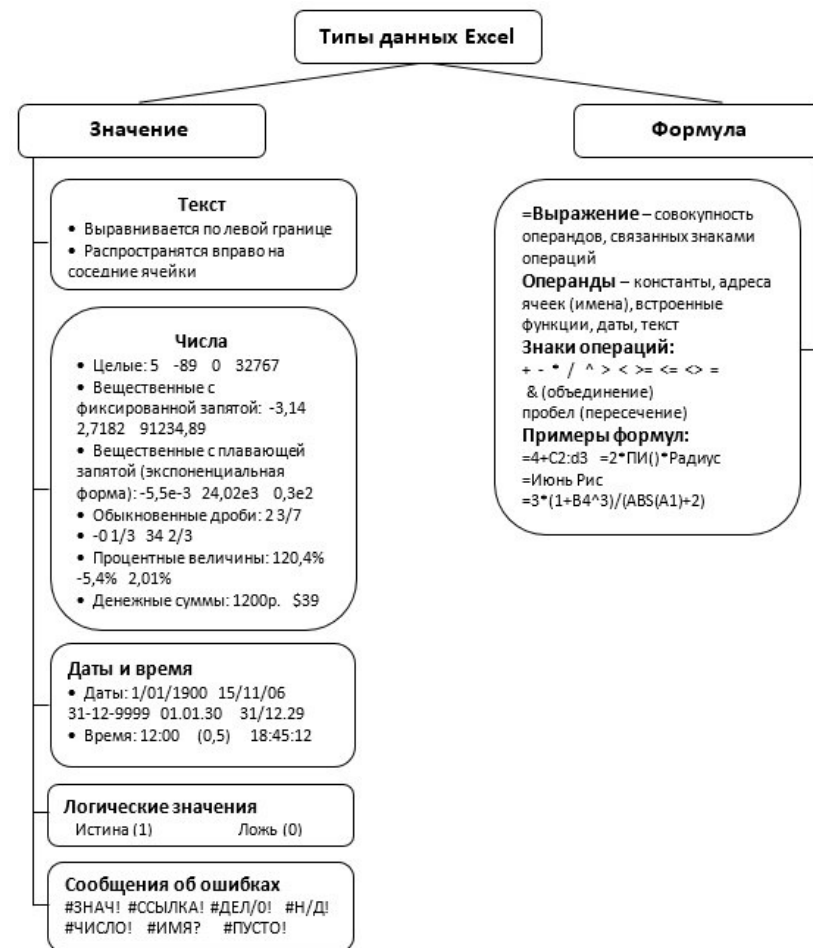 Типы данных Excel
Значение
Текст
• Выравнивается по левой границе
• Распространятся вправо на
соседние ячейки
Числа
• Целые: 5 -89 0 32767
• Вещественные с
фиксированной запятой: -3,14
2,7182 91234,89
• Вещественные с плавающей
запятой (экспоненциальная
форма): -5,5e-3 24,02e3 0,3e2
• Обыкновенные дроби: 2 3/7
• -0 1/3 34 2/3
• Процентные величины: 120,4%
-5,4% 2,01%
• Денежные суммы: 1200р. $39
Даты и время
• Даты: 1/01/1900 15/11/06
31-12-9999 01.01.30 31/12.29
• Время: 12:00 (0,5) 18:45:12
Логические значения
Истина (1) Ложь (0)
Сообщения об ошибках
#ЗНАЧ! #ССЫЛКА! #ДЕЛ/0! #Н/Д!
#ЧИСЛО! #ИМЯ? #ПУСТО!
Формула
=Выражение – совокупность
операндов, связанных знаками
операций
Операнды – константы, адреса
ячеек (имена), встроенные
функции, даты, текст
Знаки операций:
+ - * / ^ > < >= <= <> =
& (объединение)
пробел (пересечение)
Примеры формул:
=4+C2:d3 =2*ПИ()*Радиус
=Июнь Рис
=3*(1+B4^3)/(ABS(A1)+2)